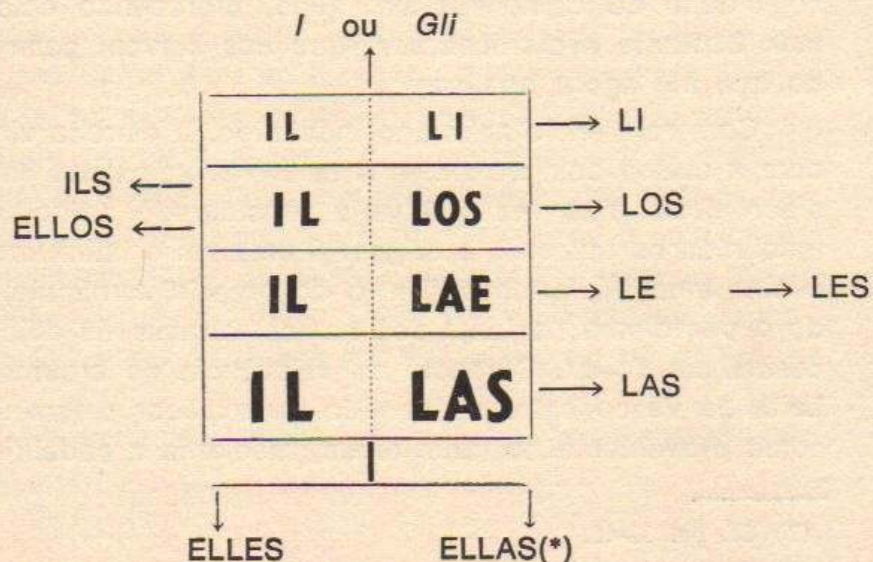 I ou Gli
IL LI → LI
ILS ←
IL LOS → LOS
ELLOS ←
IL LAE → LE → LES
IL LAS → LAS
ELLES ELLAS(*)